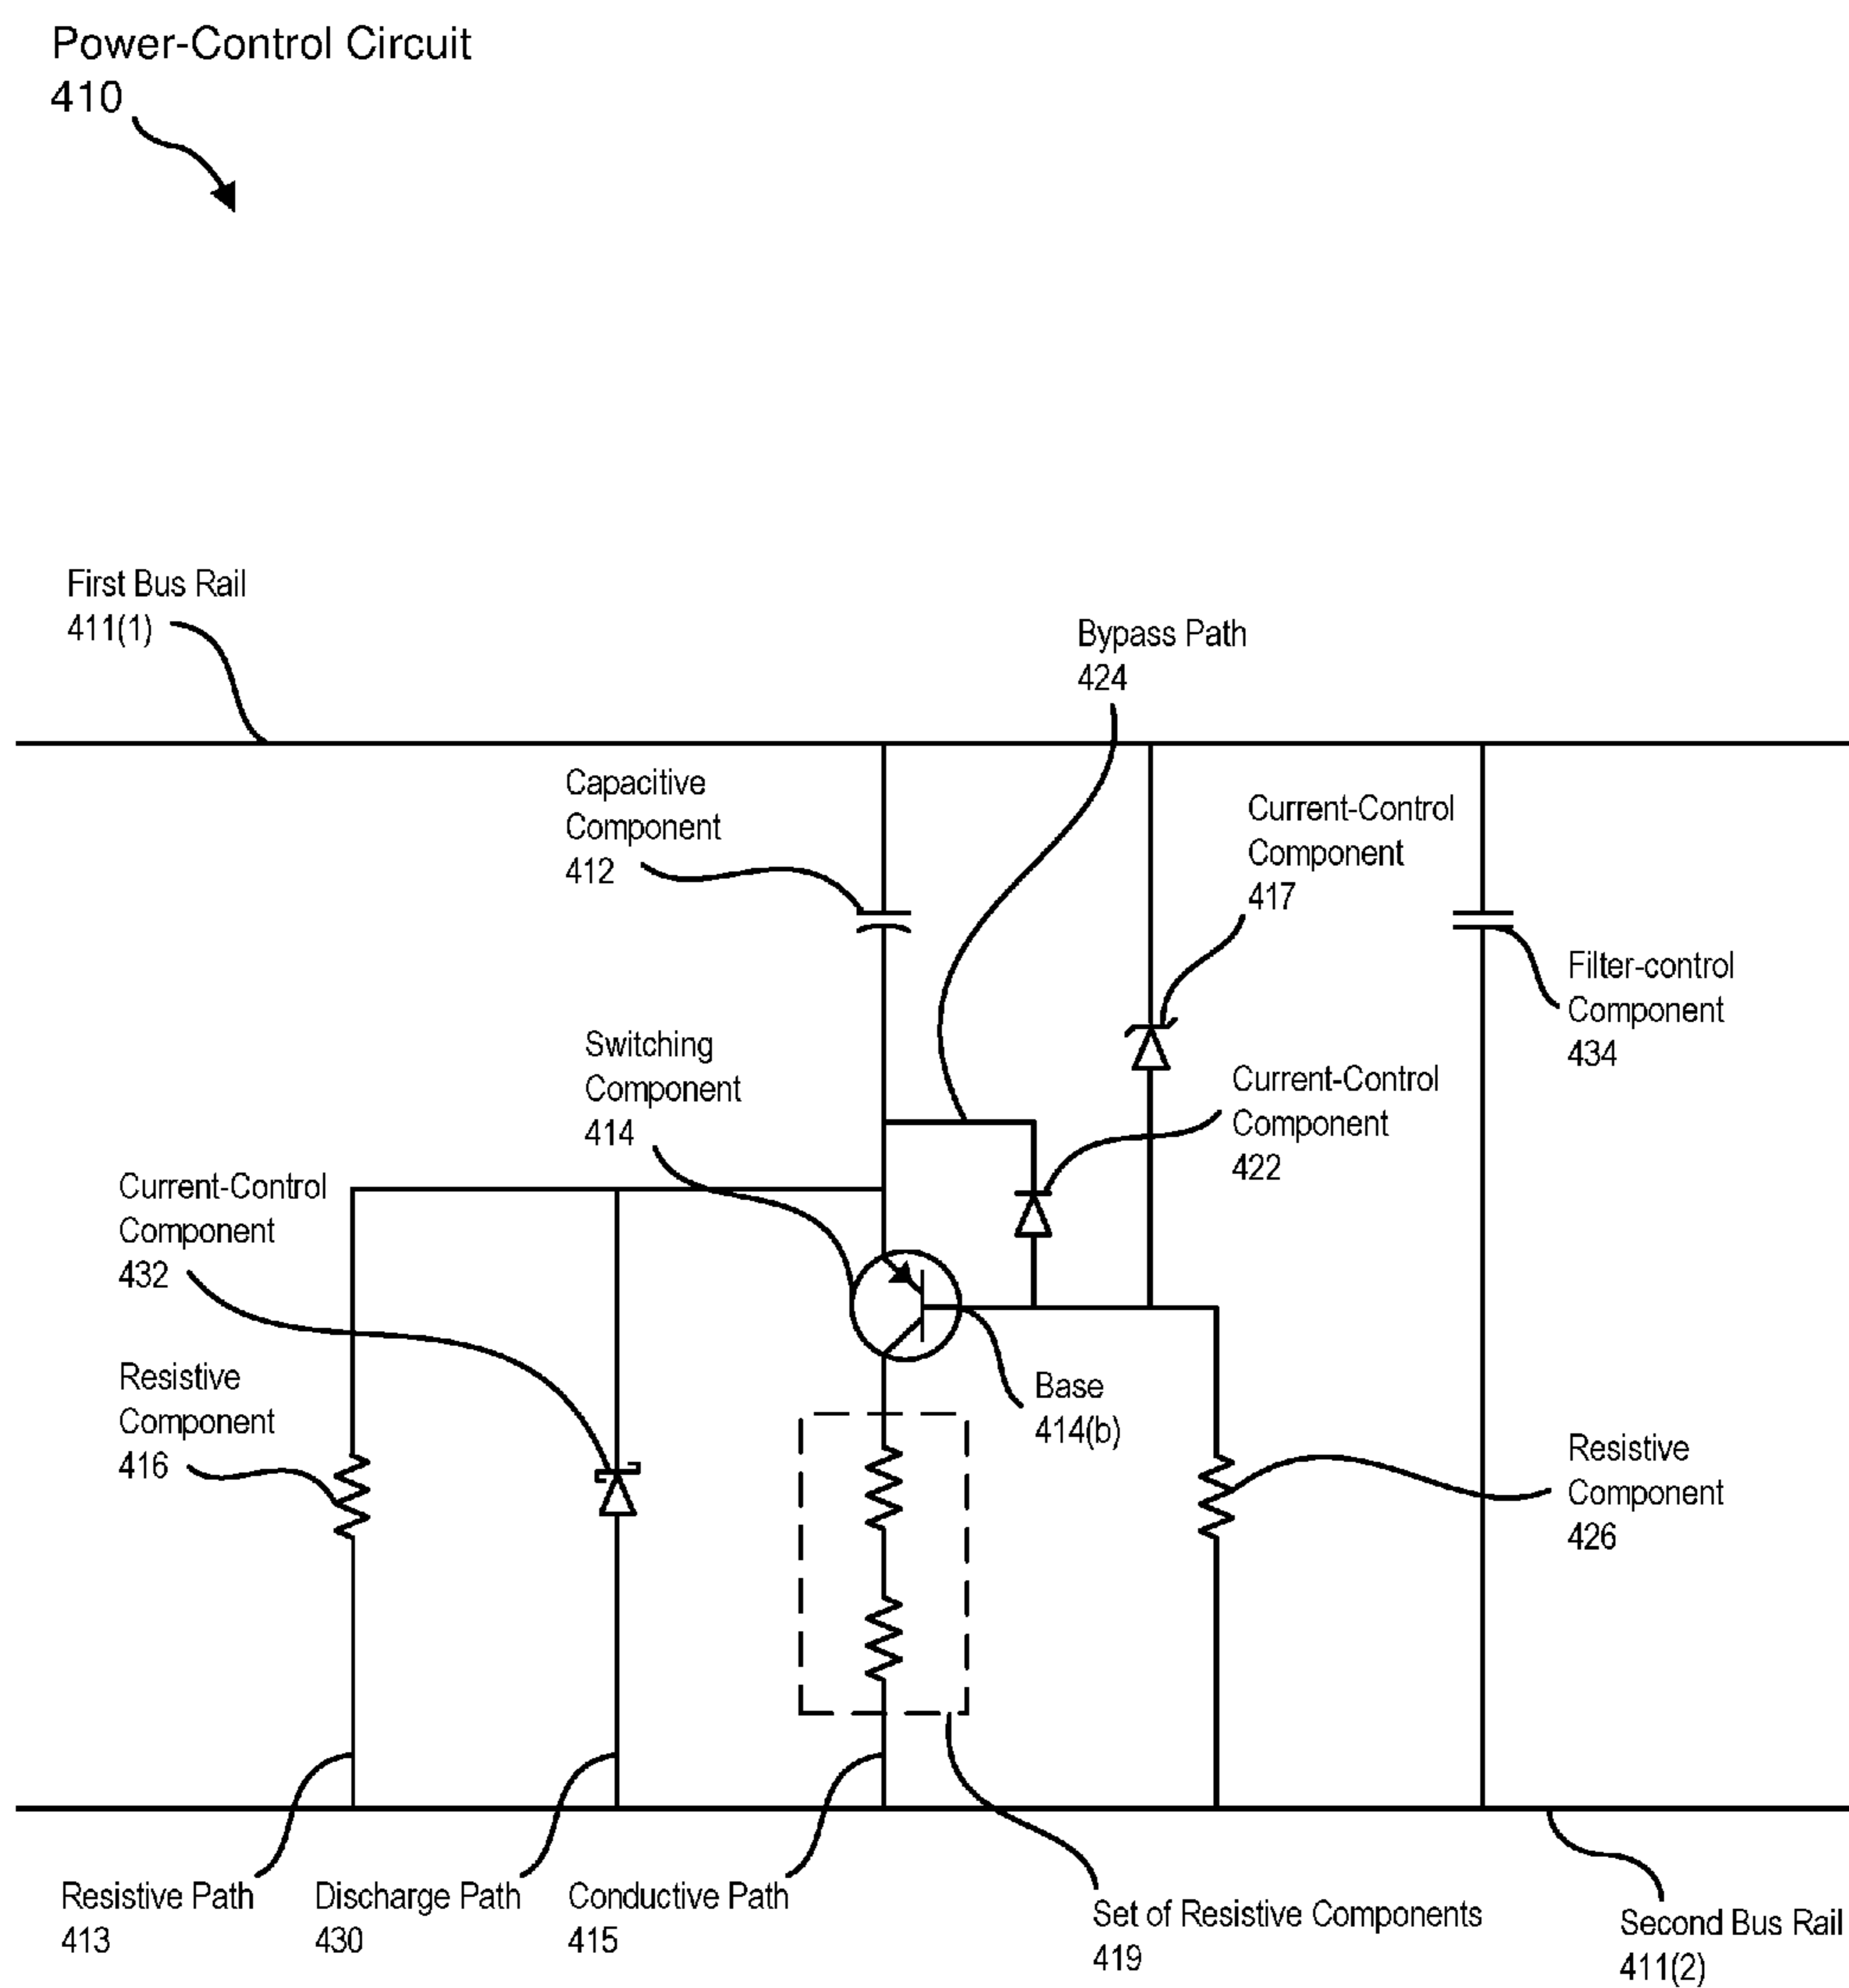 Power-Control Circuit
410
First Bus Rail
411(1)
Bypass Path
424
Capacitive
Component
412
Current-Control
Component
417
Filter-control
Component
434
Switching
Component
414
Current-Control
Component
422
Current-Control
Component
432
Resistive
Component
416
Base
414(b)
Resistive
Component
426
Resistive Path
413
Discharge Path
430
Conductive Path
415
Set of Resistive Components
419
Second Bus Rail
411(2)